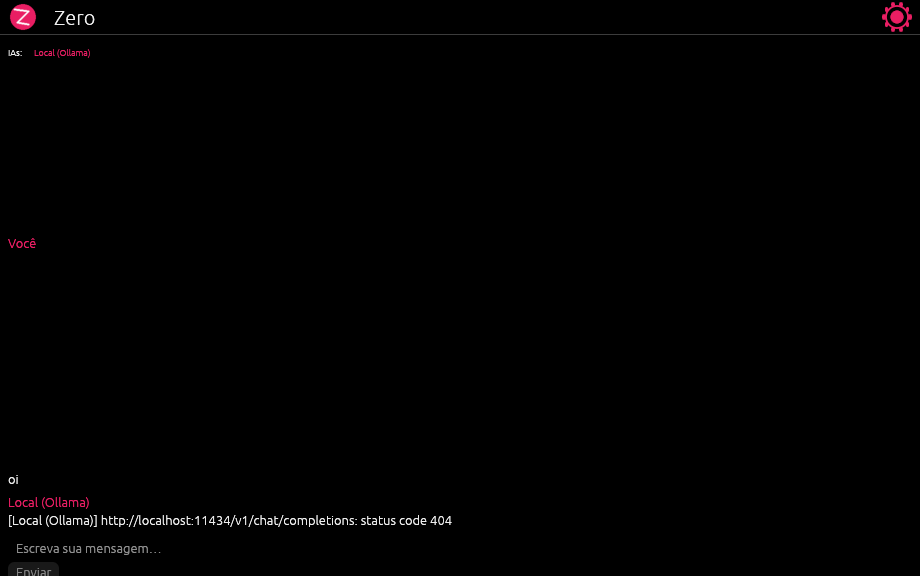 Z Zero
IAs: Local (Ollama)
Você
oi
Local (Ollama)
[Local (Ollama)] http://localhost:11434/v1/chat/completions: status code 404
Escreva sua mensagem...
Enviar